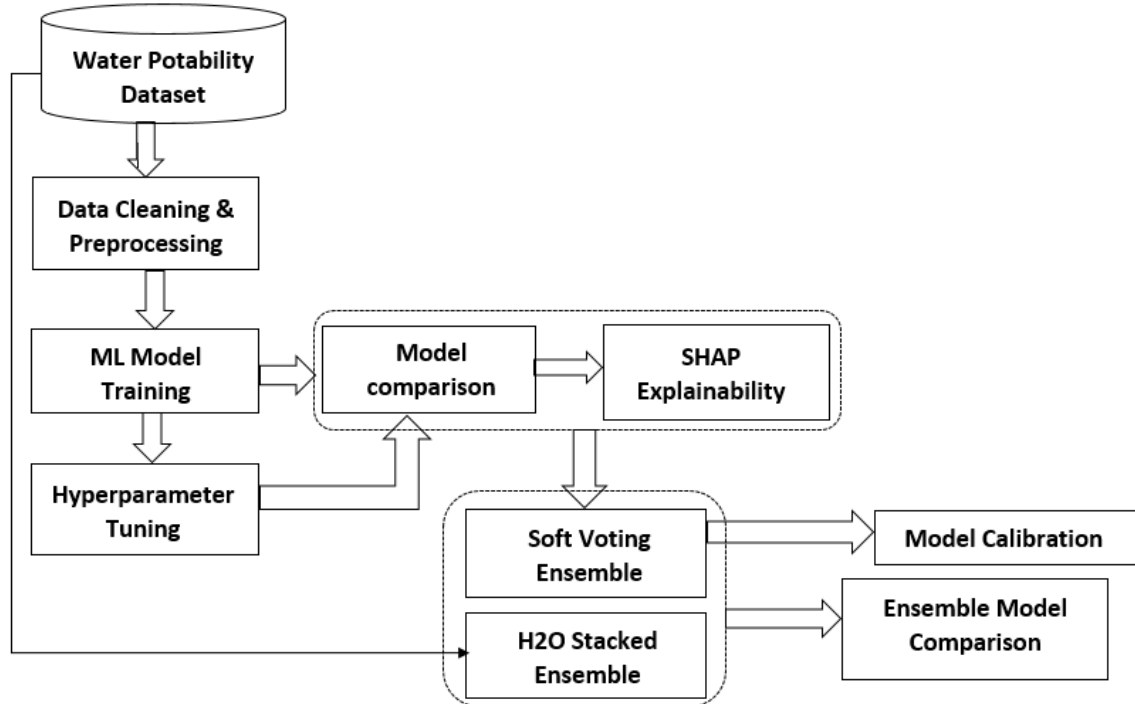 Water Potability
Dataset
Data Cleaning &
Preprocessing
ML Model
Training
Model
comparison
SHAP
Explainability
Hyperparameter
Tuning
Soft Voting
Ensemble
Model Calibration
H2O Stacked
Ensemble
Ensemble Model
Comparison